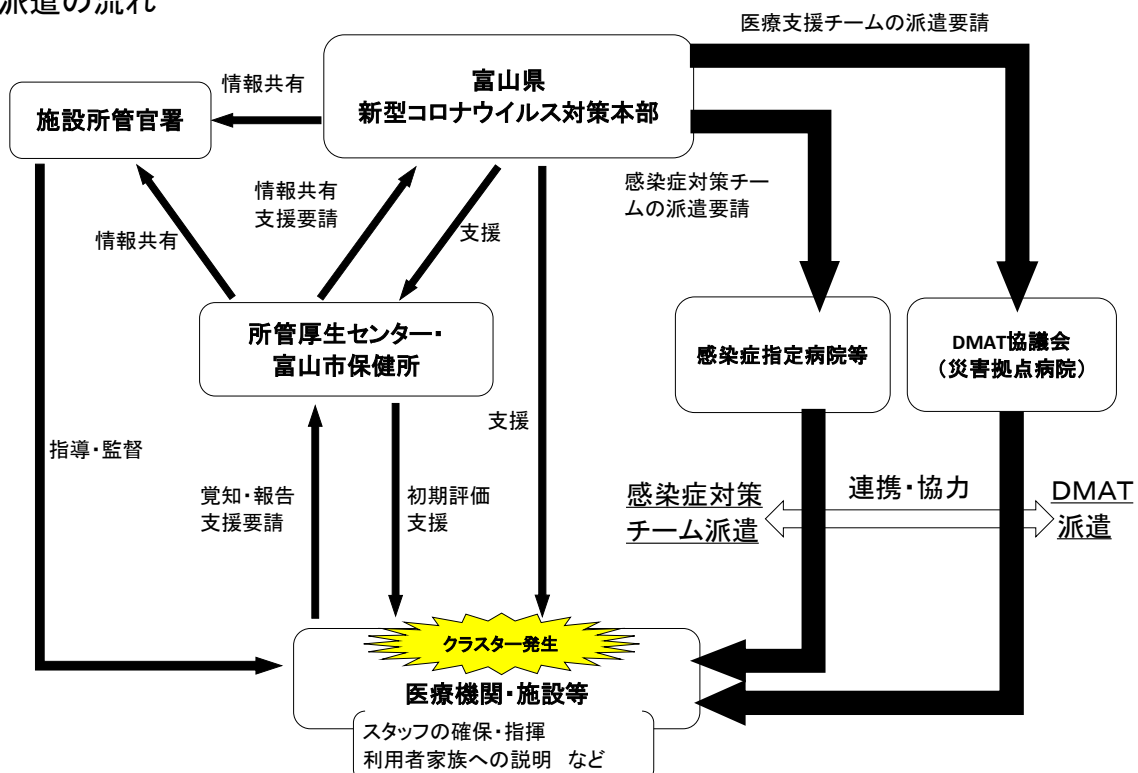 派遣の流れ
医療支援チームの派遣要請
富山県
新型コロナウイルス対策本部
情報共有
施設所管官署
感染症対策チー
ムの派遣要請
情報共有
支援要請
支援
情報共有
所管厚生センター・
富山市保健所
感染症指定病院等
DMAT協議会
（災害拠点病院）
支援
指導・監督
覚知・報告
支援要請
初期評価
支援
感染症対策
チーム派遣
連携・協力
DMAT
派遣
クラスター発生
医療機関・施設等
スタッフの確保・指揮
利用者家族への説明　など